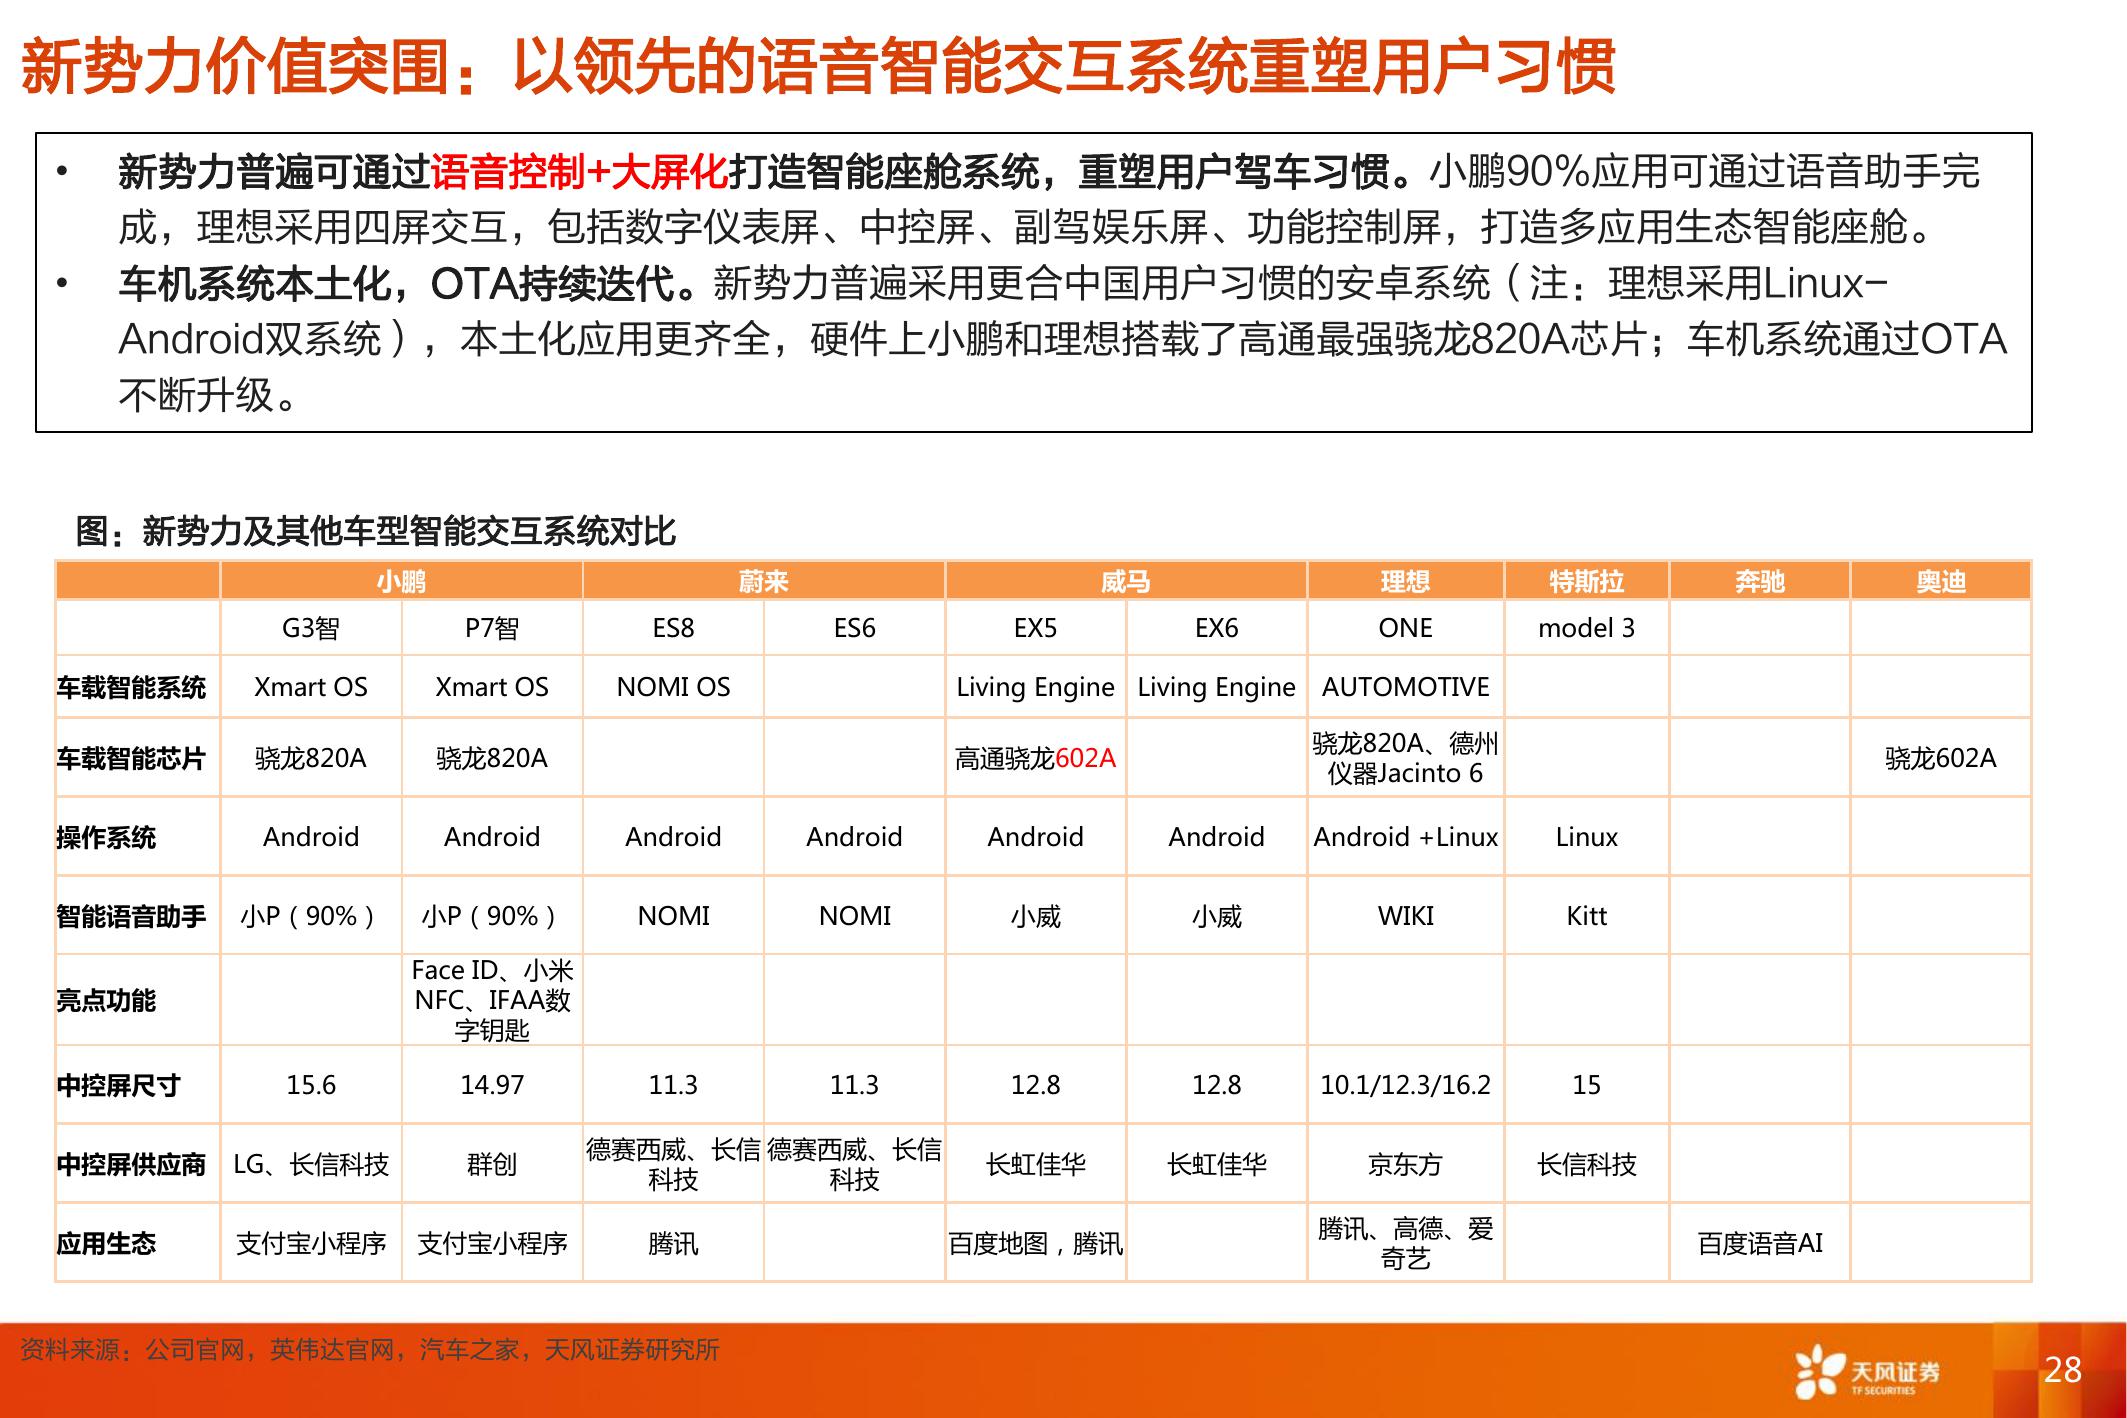 新势力价值突围：以领先的语音智能交互系统重塑用户习惯
• 新势力普遍可通过语音控制+大屏化打造智能座舱系统，重塑用户驾车习惯。小鹏90%应用可通过语音助手完
成，理想采用四屏交互，包括数字仪表屏、中控屏、副驾娱乐屏、功能控制屏，打造多应用生态智能座舱。
• 车机系统本土化，OTA持续迭代。新势力普遍采用更合中国用户习惯的安卓系统（注：理想采用Linux-
Android双系统），本土化应用更齐全，硬件上小鹏和理想搭载了高通最强骁龙820A芯片；车机系统通过OTA
不断升级。
图：新势力及其他车型智能交互系统对比
小鹏 蔚来 威马 理想 特斯拉 奔驰 奥迪
G3智 P7智 ES8 ES6 EX5 EX6 ONE model 3
车载智能系统 Xmart OS Xmart OS NOMI OS Living Engine Living Engine AUTOMOTIVE
车载智能芯片 骁龙820A 骁龙820A 高通骁龙602A 骁龙820A、德州
仪器Jacinto 6 骁龙602A
操作系统 Android Android Android Android Android Android Android +Linux Linux
智能语音助手 小P（90%） 小P（90%） NOMI NOMI 小威 小威 WIKI Kitt
亮点功能 Face ID、小米
NFC、IFAA数
字钥匙
中控屏尺寸 15.6 14.97 11.3 11.3 12.8 12.8 10.1/12.3/16.2 15
中控屏供应商 LG、长信科技 群创 德赛西威、长信
科技 德赛西威、长信
科技 长虹佳华 长虹佳华 京东方 长信科技
应用生态 支付宝小程序 支付宝小程序 腾讯 百度地图，腾讯 腾讯、高德、爱
奇艺 百度语音AI
资料来源：公司官网，英伟达官网，汽车之家，天风证券研究所
天风证券
TF SECURITIES
28